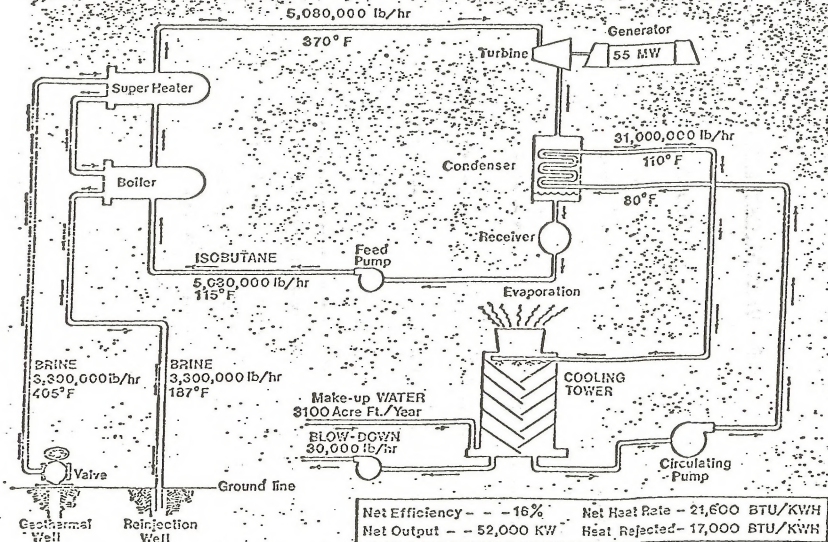 5,080,000 lb/hr
370° F
Turbine
Generator
55 MW
Super Heater
Boiler
Condenser
31,000,000 lb/hr
110° F
80° F
Receiver
Feed
Pump
ISOBUTANE
5,080,000 lb/hr
115° F
Evaporation
BRINE
3,300,000 lb/hr
405° F
BRINE
3,300,000 lb/hr
187° F
COOLING
TOWER
Make-up WATER
3100 Acre Ft./Year
BLOW-DOWN
30,000 lb/hr
Circulating
Pump
Valve
Ground line
Geothermal
Well
Reinjection
Well
Net Efficiency - - -16% Net Heat Rate - 21,600 BTU/KWH
Net Output - - 52,000 KW Heat Rejected- 17,000 BTU/KWH